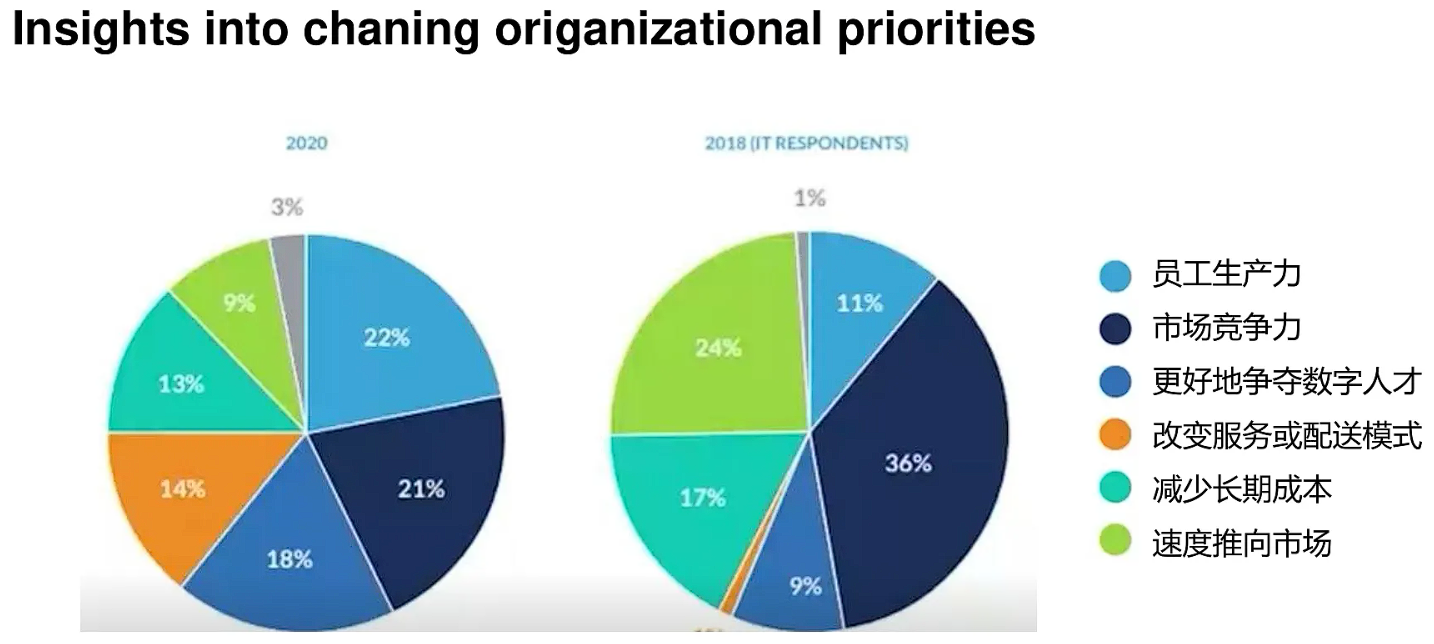 Insights into chaning origanizational priorities
2020
2018 (IT RESPONDENTS)
3%
22%
21%
18%
14%
13%
9%
1%
11%
36%
9%
17%
24%
员工生产力
市场竞争力
更好地争夺数字人才
改变服务或配送模式
减少长期成本
速度推向市场